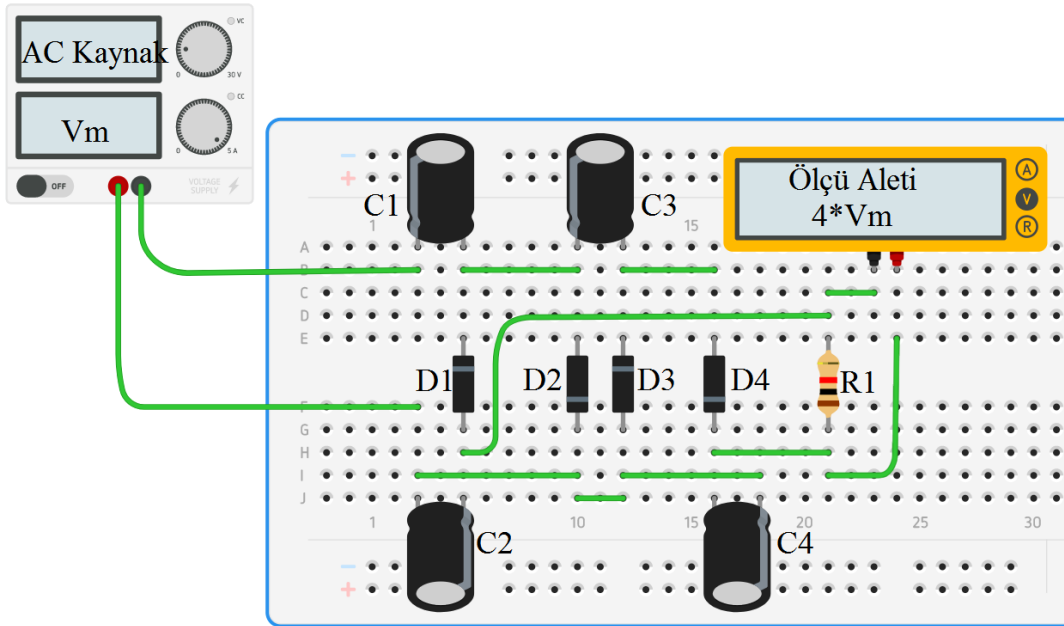 AC Kaynak
VC
0 30 V
Vm
CC
0 5 A
OFF
VOLTAGE
SUPPLY
C1
C3
Ölçü Aleti
4*Vm
A
V
R
1 15
A
B
C
D
E
D1 D2 D3 D4 R1
F
G
H
I
J
1 10 15 20 25 30
C2
C4